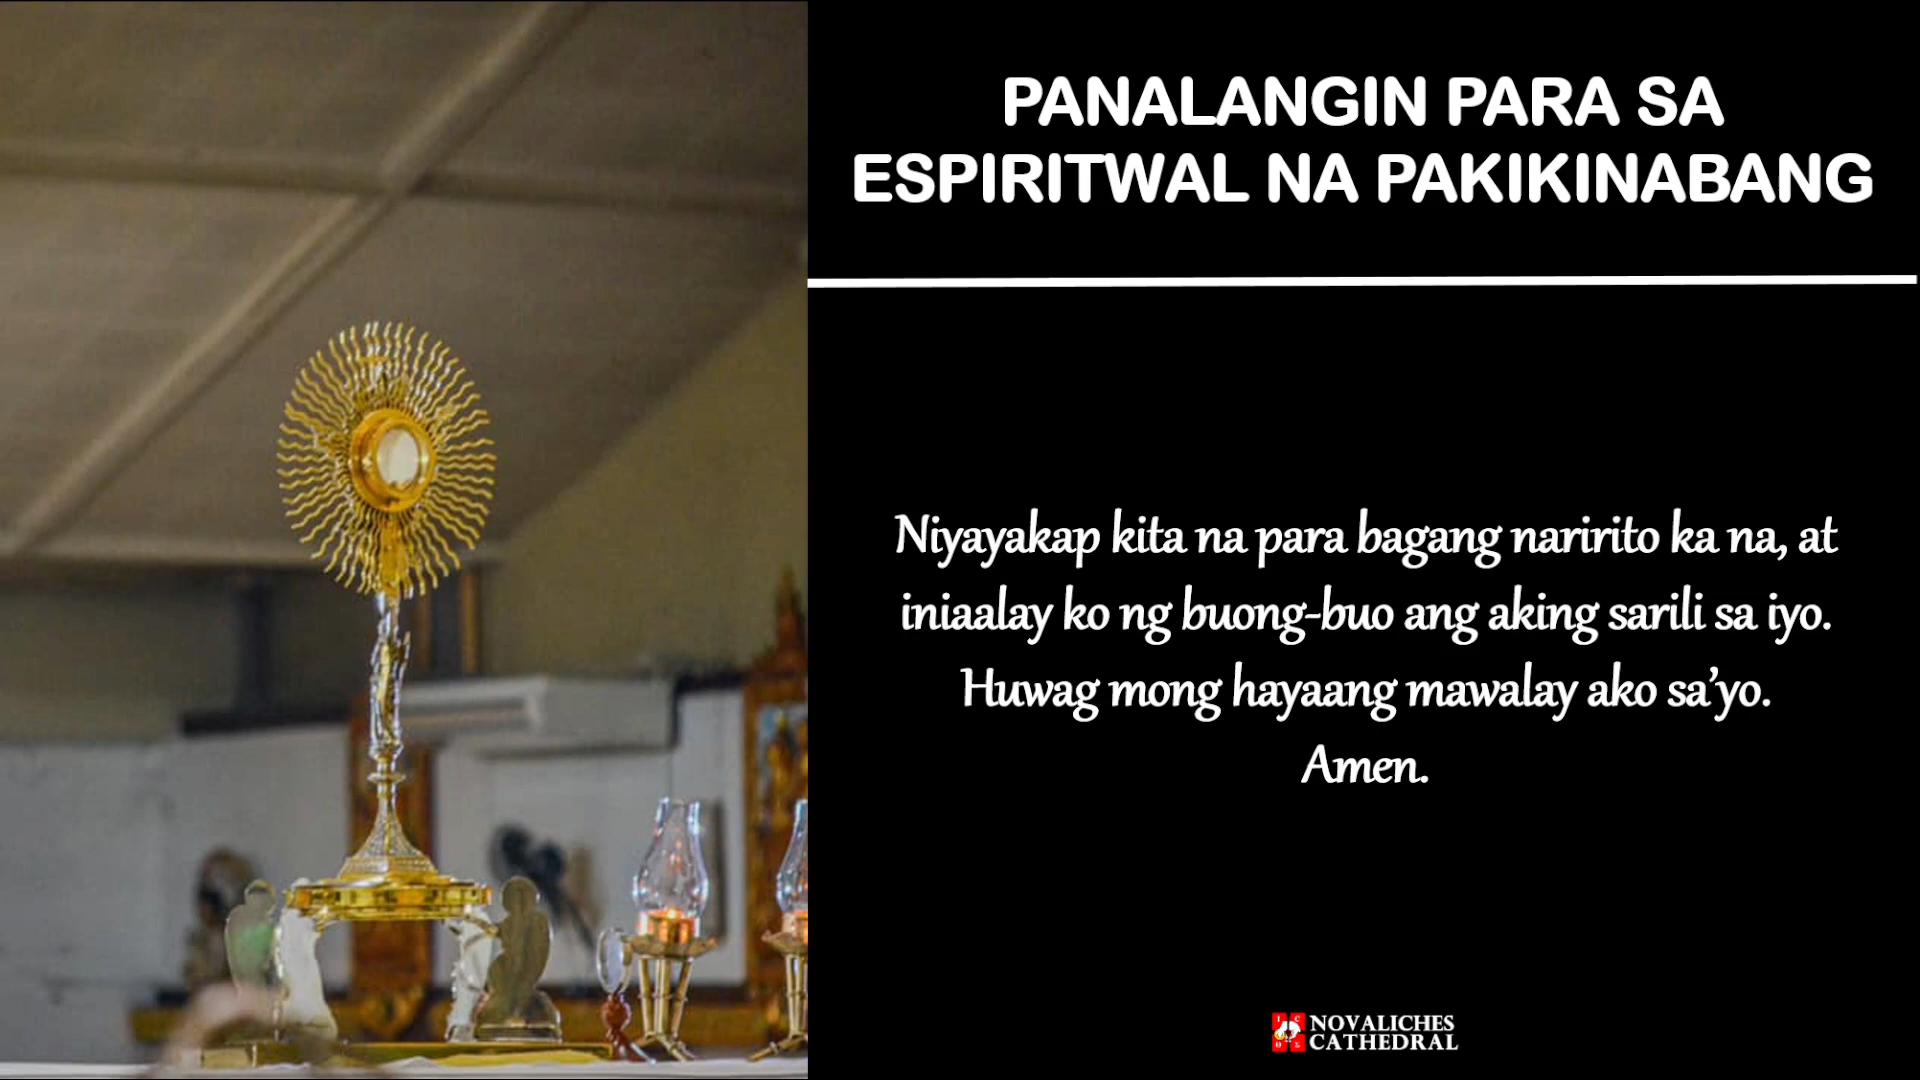 PANALANGIN PARA SA
ESPIRITWAL NA PAKIKINABANG
Niyayakap kita na para bagang naririto ka na, at
iniaalay ko ng buong-buo ang aking sarili sa iyo.
Huwag mong hayaang mawalay ako sa’yo.
Amen.
NOVALICHES
CATHEDRAL